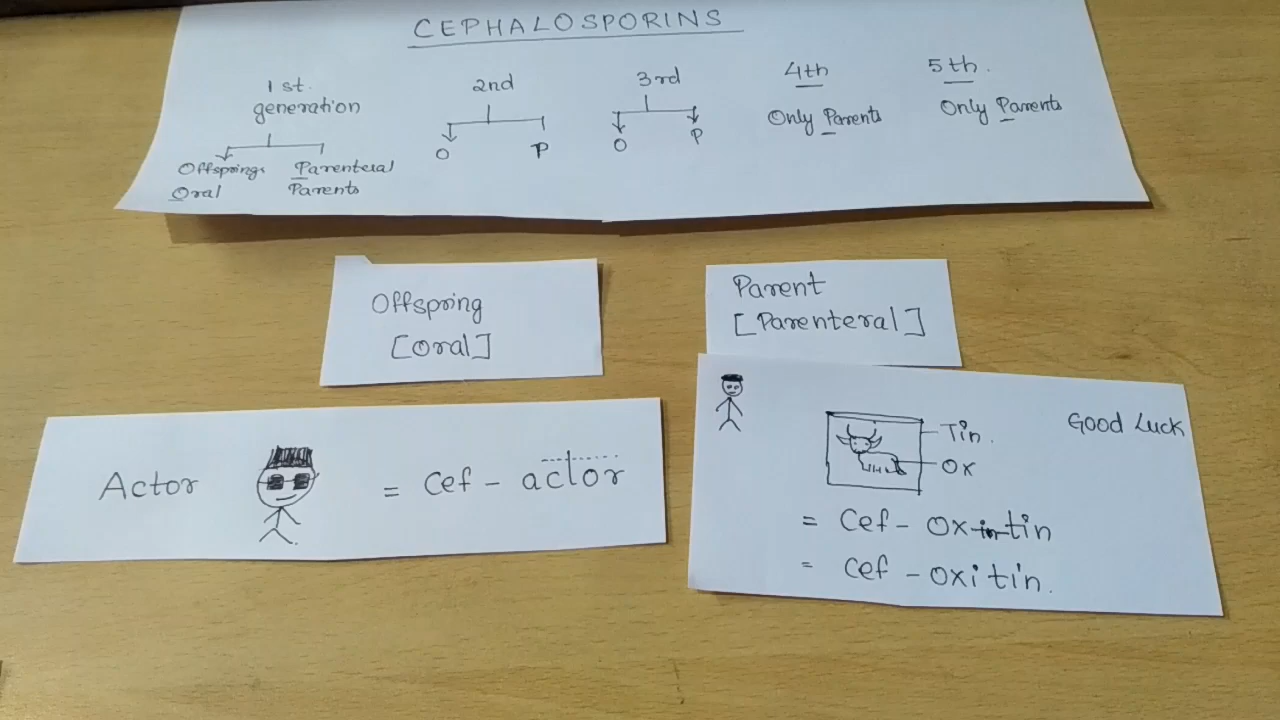 CEPHALOSPORINS
1st.
generation
Offsprings Parenteral
Oral Parents
2nd
O P
3rd
O P
4th
Only Parents
5th.
Only Parents
Offspring
[Oral]
Parent
[Parenteral]
Actor = Cef - actor
Good Luck
Tin.
OX
= Cef - OX-in-tin
= Cef - oxitin.